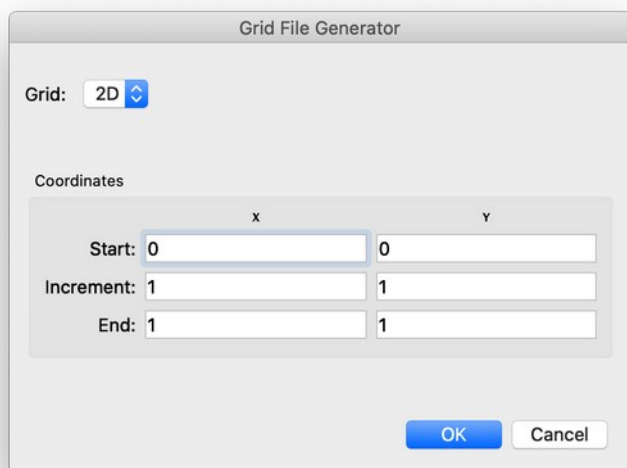 Grid File Generator
Grid: 2D
Coordinates
X Y
Start: 0 0
Increment: 1 1
End: 1 1
OK Cancel